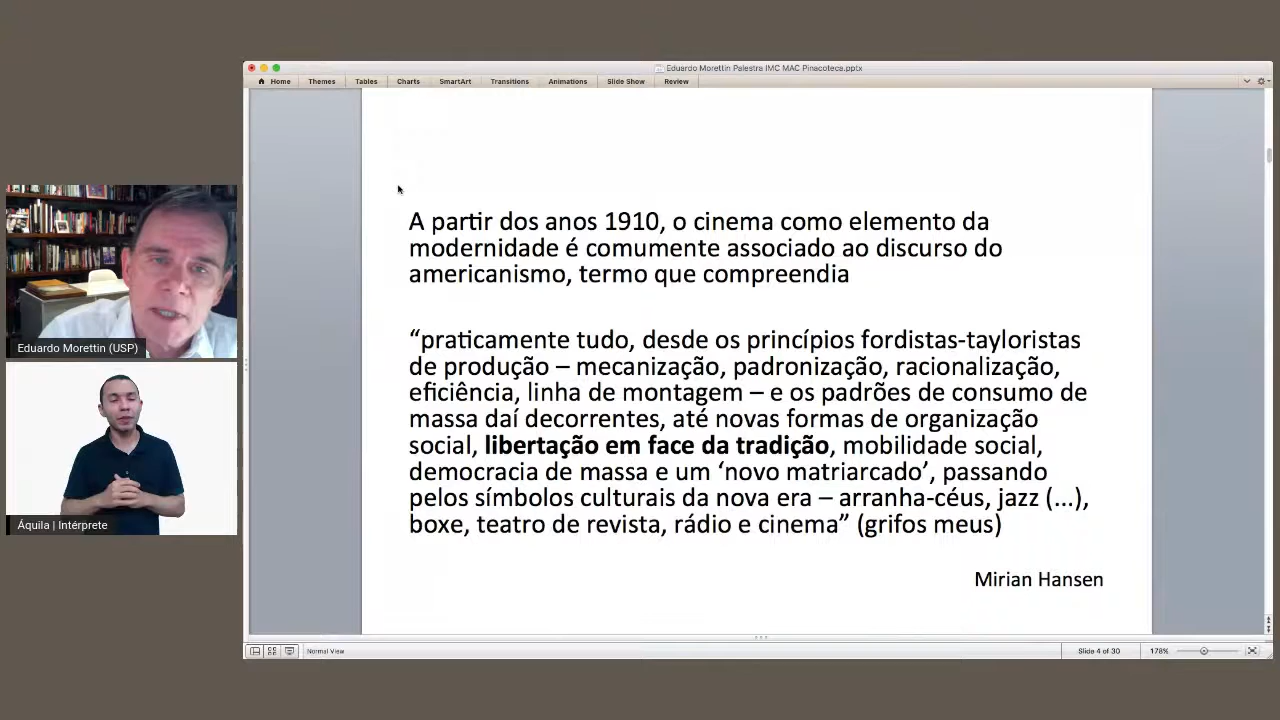 Eduardo Morettin Palestra IMC MAC Pinacoteca.pptx
Home Themes Tables Charts SmartArt Transitions Animations Slide Show Review
A partir dos anos 1910, o cinema como elemento da
modernidade é comumente associado ao discurso do
americanismo, termo que compreendia
“praticamente tudo, desde os princípios fordistas-tayloristas
de produção – mecanização, padronização, racionalização,
eficiência, linha de montagem – e os padrões de consumo de
massa daí decorrentes, até novas formas de organização
social, libertação em face da tradição, mobilidade social,
democracia de massa e um ‘novo matriarcado’, passando
pelos símbolos culturais da nova era – arranha-céus, jazz (...),
boxe, teatro de revista, rádio e cinema” (grifos meus)
Mirian Hansen
Eduardo Morettin (USP)
Áquila | Intérprete
Normal View
Slide 4 of 30
178%